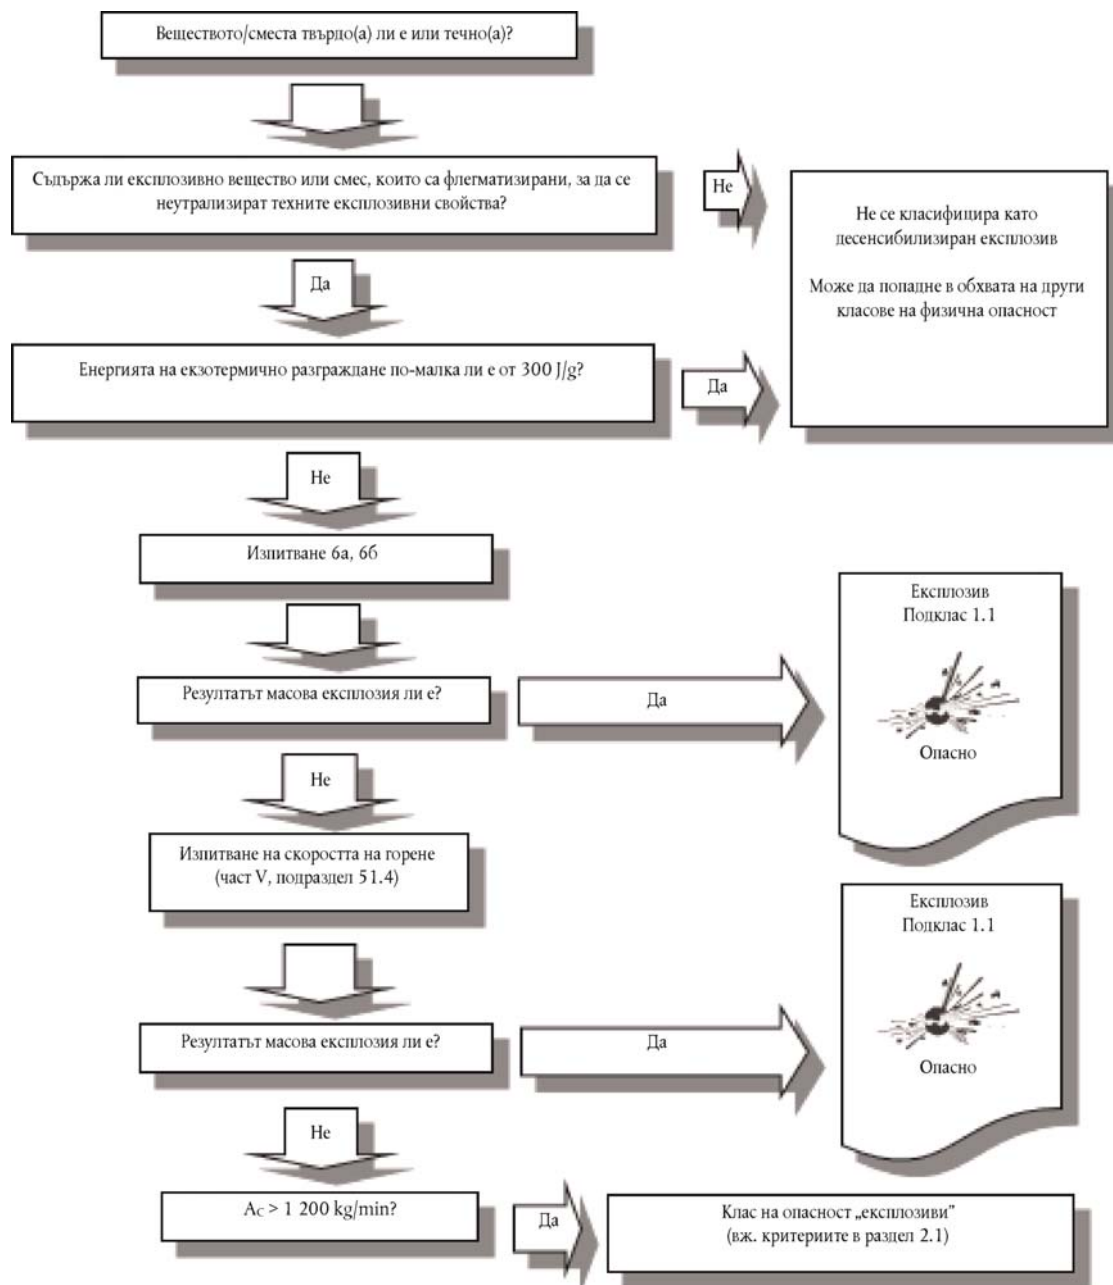 Веществото/сместа твърдо(а) ли е или течно(а)?
Съдържа ли експлозивно вещество или смес, които са флегматизирани, за да се
неутрализират техните експлозивни свойства?
Не
Не се класифицира като
десенсибилизиран експлозив
Може да попадне в обхвата на други
класове на физична опасност
Да
Енергията на екзотермично разграждане по-малка ли е от 300 J/g?
Да
Не
Изпитване 6а, 6б
Експлозив
Подклас 1.1
Опасно
Резултатът масова експлозия ли е?
Да
Не
Изпитване на скоростта на горене
(част V, подраздел 51.4)
Експлозив
Подклас 1.1
Опасно
Резултатът масова експлозия ли е?
Да
Не
AC > 1 200 kg/min?
Да
Клас на опасност „експлозиви”
(вж. критериите в раздел 2.1)